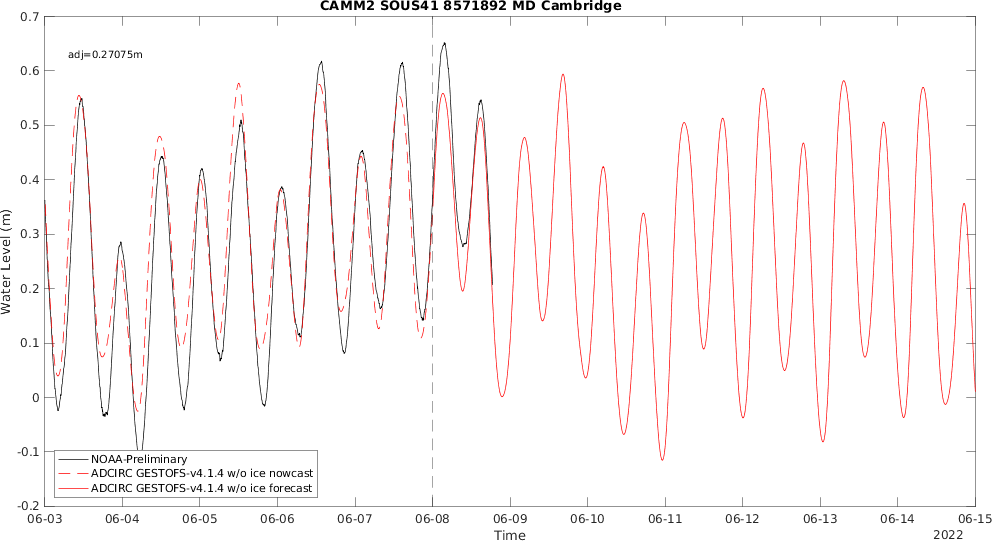 CAMM2 SOUS41 8571892 MD Cambridge
adj=0.27075m
Water Level (m)
0.7
0.6
0.5
0.4
0.3
0.2
0.1
0
-0.1
-0.2
NOAA-Preliminary
ADCIRC GESTOFS-v4.1.4 w/o ice nowcast
ADCIRC GESTOFS-v4.1.4 w/o ice forecast
06-03 06-04 06-05 06-06 06-07 06-08 06-09 06-10 06-11 06-12 06-13 06-14 06-15
Time
2022